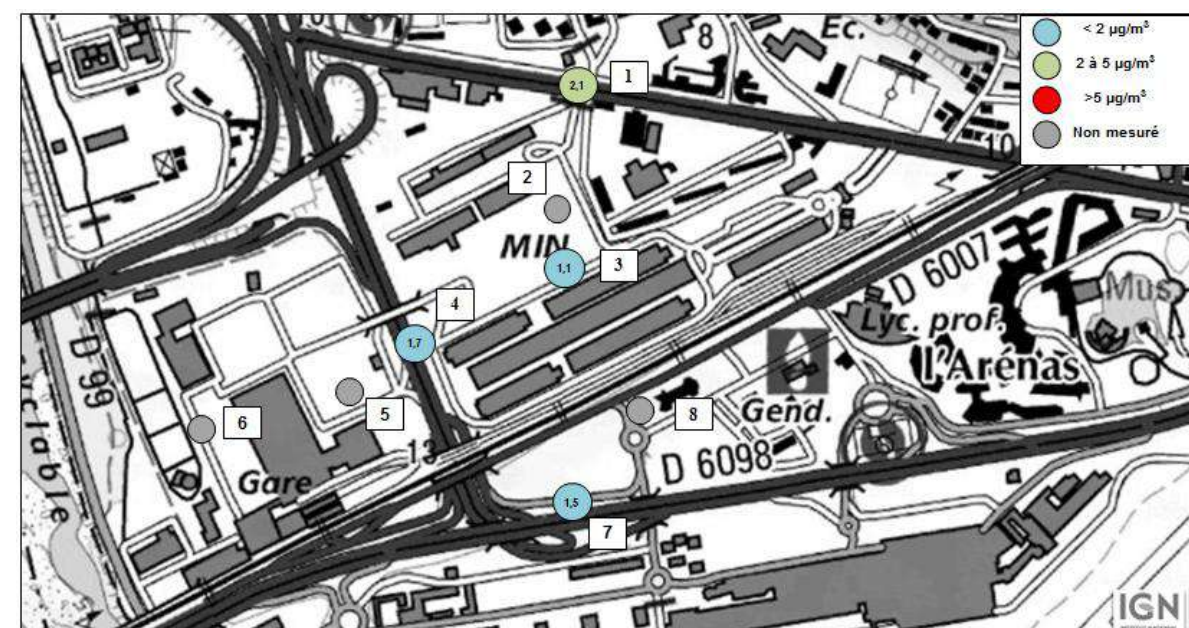 < 2 µg/m³
2 à 5 µg/m³
>5 µg/m³
Non mesuré
8
Ec.
2,1
1
10
2
MIN
3
1,1
4
1,7
D 6007
Mus
Lyc. prof.
l'Arénas
D 99
5
6
8
Gend.
13
D 6098
Gare
1,5
7
clable
IGN